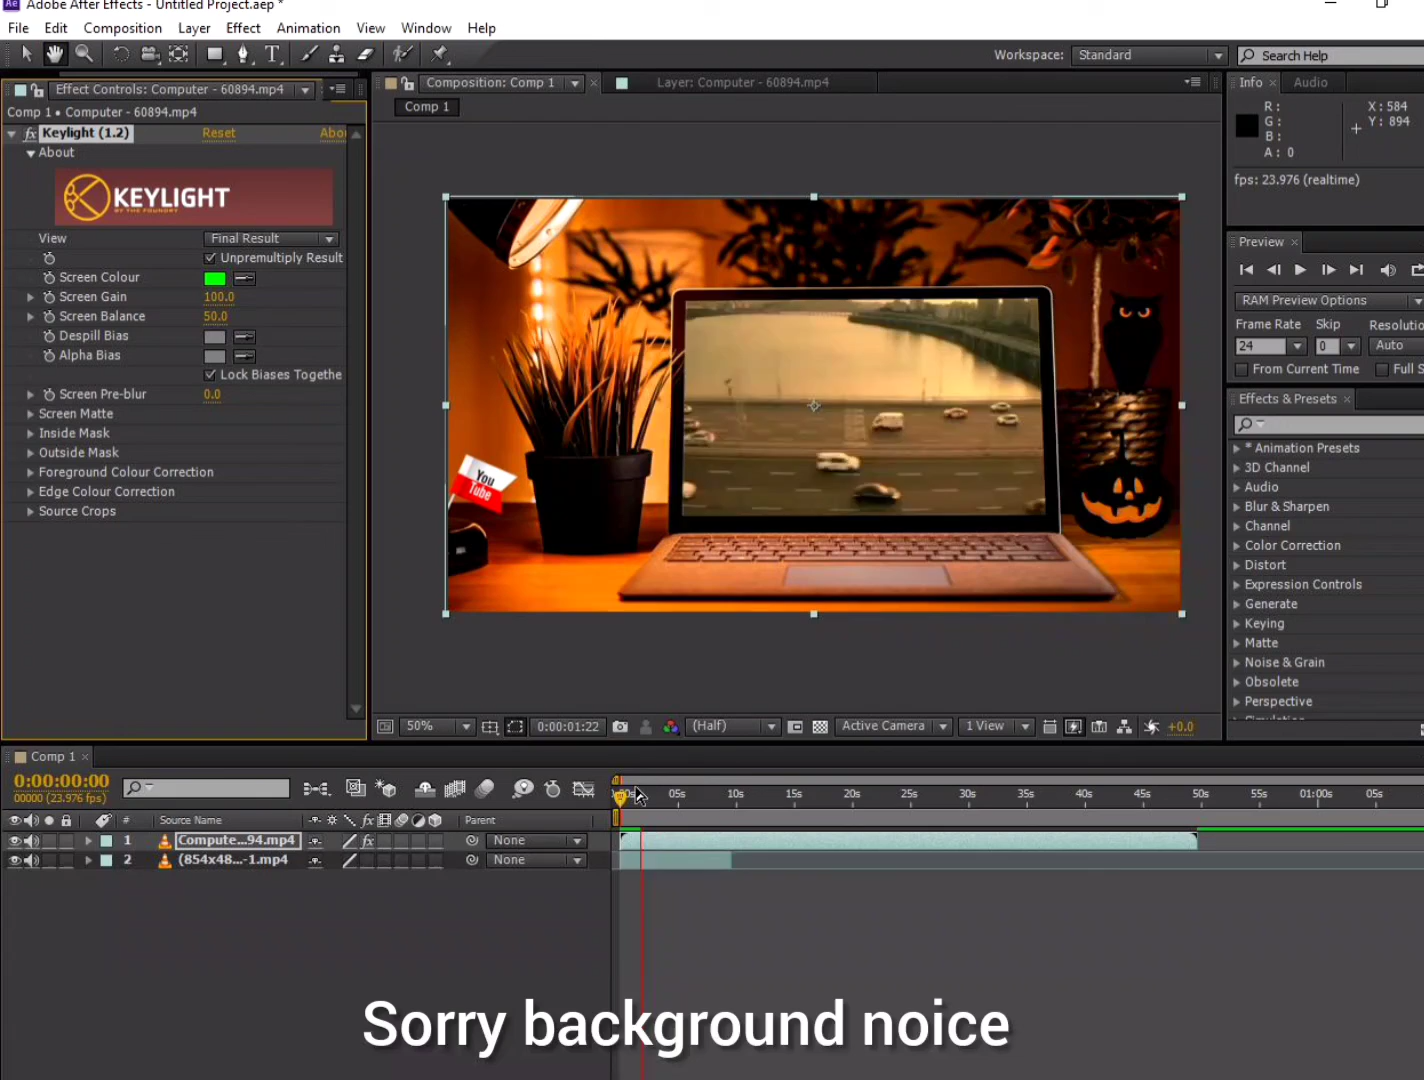 Adobe After Effects - Untitled Project.aep *
File Edit Composition Layer Effect Animation View Window Help
Workspace: Standard Search Help
Effect Controls: Computer - 60894.mp4
Comp 1 • Computer - 60894.mp4
fx Keylight (1.2) Reset Abou
About
KEYLIGHT
BY THE FOUNDRY
View Final Result
Unpremultiply Result
Screen Colour
Screen Gain 100.0
Screen Balance 50.0
Despill Bias
Alpha Bias
Lock Biases Togethe
Screen Pre-blur 0.0
Screen Matte
Inside Mask
Outside Mask
Foreground Colour Correction
Edge Colour Correction
Source Crops
Composition: Comp 1 Layer: Computer - 60894.mp4
Comp 1
You
Tube
50% 0:00:01:22 (Half) Active Camera 1 View +0.0
Info Audio
R : X : 584
G : Y : 894
B :
A : 0
fps: 23.976 (realtime)
Preview
RAM Preview Options
Frame Rate Skip Resolutio
24 0 Auto
From Current Time Full S
Effects & Presets
* Animation Presets
3D Channel
Audio
Blur & Sharpen
Channel
Color Correction
Distort
Expression Controls
Generate
Keying
Matte
Noise & Grain
Obsolete
Perspective
Comp 1
0:00:00:00
00000 (23.976 fps)
05s 10s 15s 20s 25s 30s 35s 40s 45s 50s 55s 01:00s 05s
# Source Name fx Parent
1 Compute...94.mp4 fx None
2 (854x48...-1.mp4 None
Sorry background noice